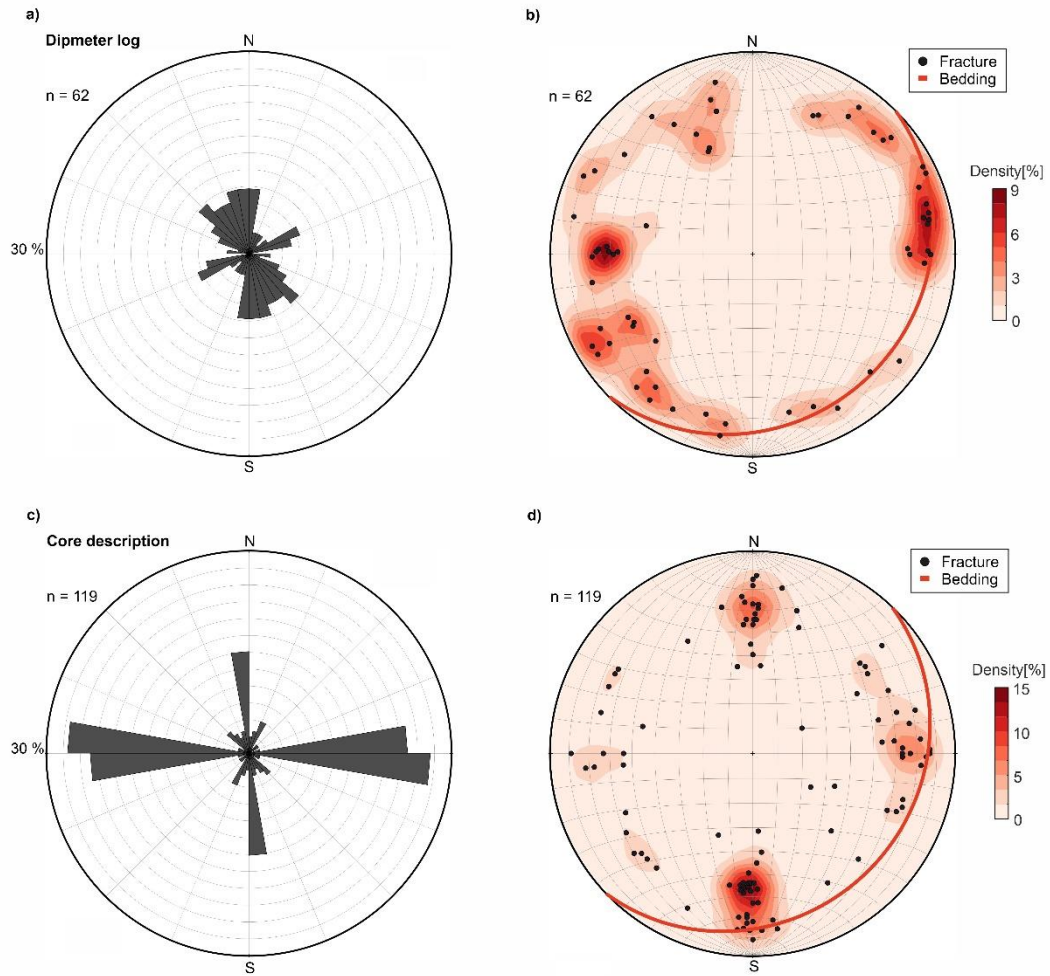 a)
Dipmeter log
N
n = 62
30 %
S
b)
N
n = 62
Fracture
Bedding
Density[%]
9
6
3
0
S
c)
Core description
N
n = 119
30 %
S
d)
N
n = 119
Fracture
Bedding
Density[%]
15
10
5
0
S